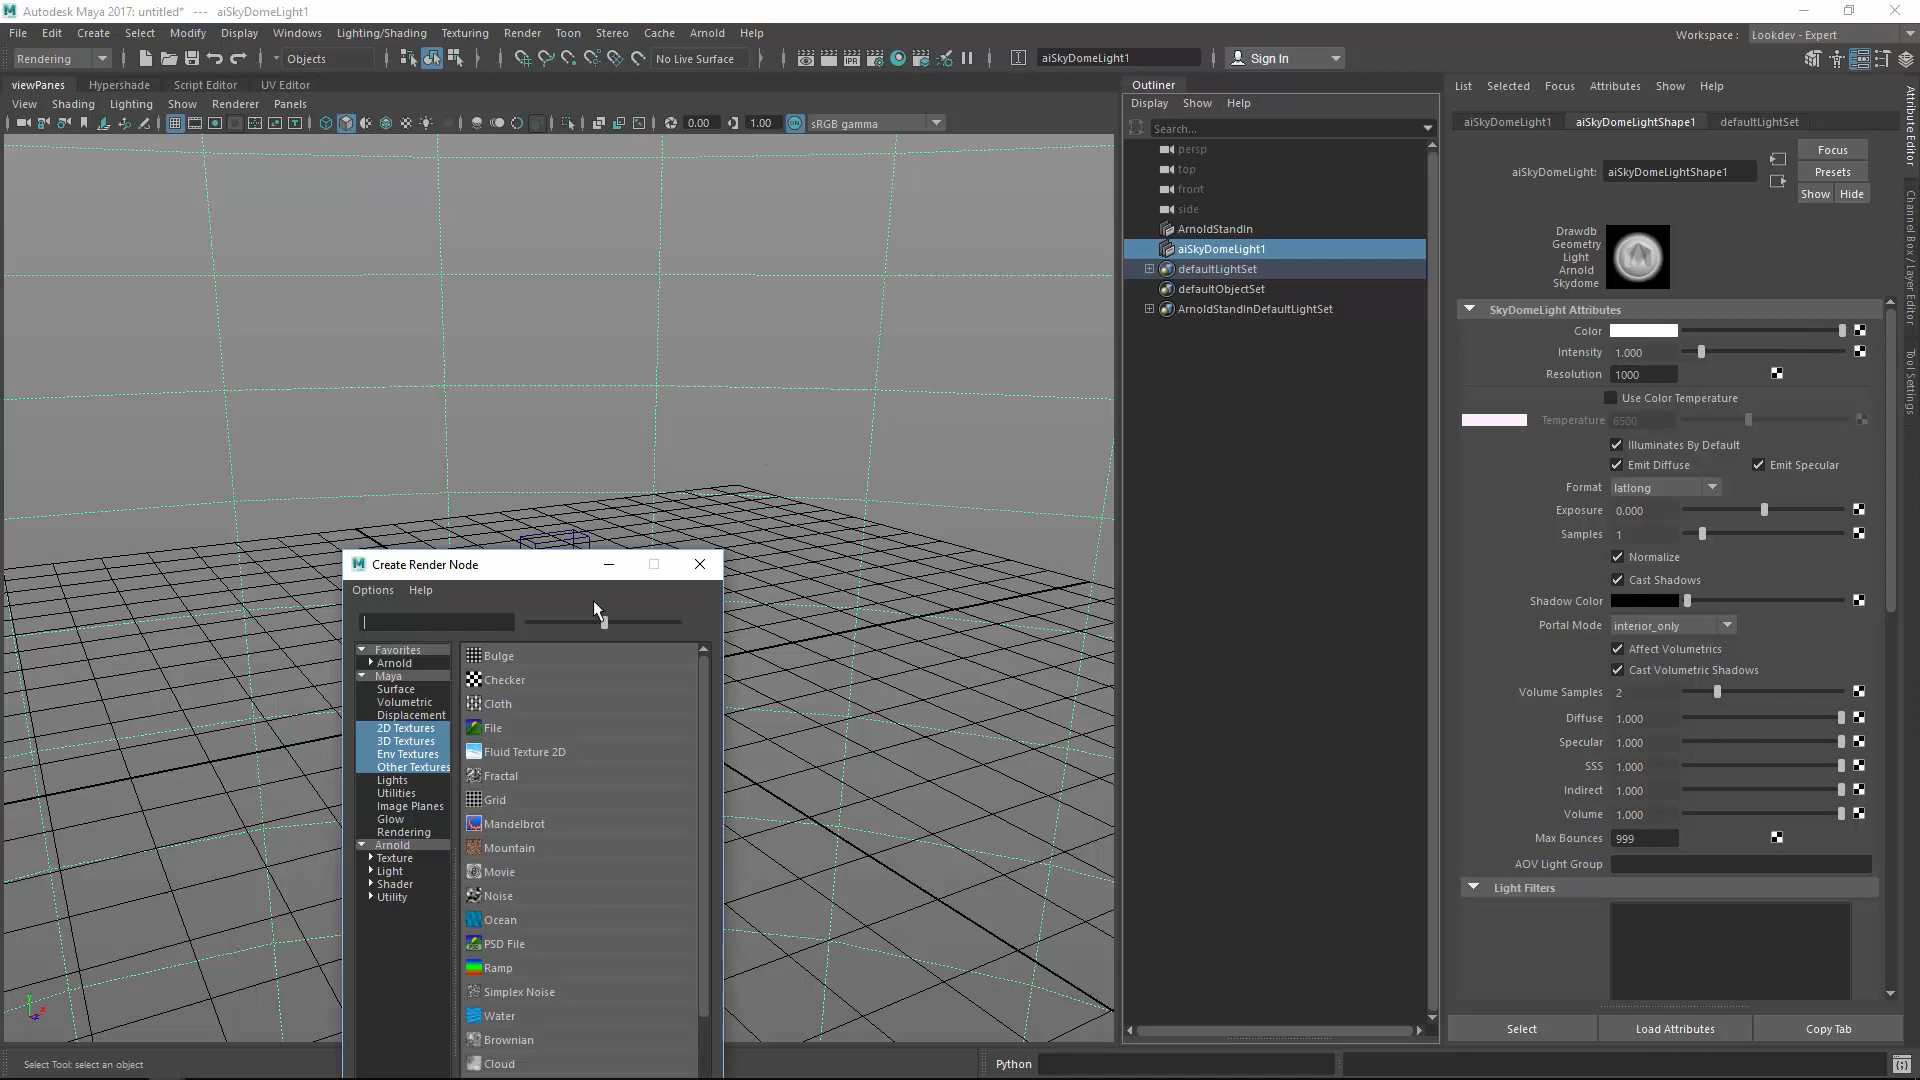 Autodesk Maya 2017: untitled* --- aiSkyDomeLight1
File Edit Create Select Modify Display Windows Lighting/Shading Texturing Render Toon Stereo Cache Arnold Help
Workspace : Lookdev - Expert
Rendering Objects No Live Surface aiSkyDomeLight1 Sign In
viewPanes Hypershade Script Editor UV Editor
View Shading Lighting Show Renderer Panels
0.00 1.00 sRGB gamma
Create Render Node
Options Help
Favorites
Arnold
Maya
Surface
Volumetric
Displacement
2D Textures
3D Textures
Env Textures
Other Textures
Lights
Utilities
Image Planes
Glow
Rendering
Arnold
Texture
Light
Shader
Utility
Bulge
Checker
Cloth
File
Fluid Texture 2D
Fractal
Grid
Mandelbrot
Mountain
Movie
Noise
Ocean
PSD File
Ramp
Simplex Noise
Water
Brownian
Cloud
Outliner
Display Show Help
Search...
persp
top
front
side
ArnoldStandIn
aiSkyDomeLight1
defaultLightSet
defaultObjectSet
ArnoldStandInDefaultLightSet
List Selected Focus Attributes Show Help
aiSkyDomeLight1 aiSkyDomeLightShape1 defaultLightSet
Focus
aiSkyDomeLight: aiSkyDomeLightShape1 Presets
Show Hide
Drawdb
Geometry
Light
Arnold
Skydome
SkyDomeLight Attributes
Color
Intensity 1.000
Resolution 1000
Use Color Temperature
Temperature 6500
Illuminates By Default
Emit Diffuse Emit Specular
Format latlong
Exposure 0.000
Samples 1
Normalize
Cast Shadows
Shadow Color
Portal Mode interior_only
Affect Volumetrics
Cast Volumetric Shadows
Volume Samples 2
Diffuse 1.000
Specular 1.000
SSS 1.000
Indirect 1.000
Volume 1.000
Max Bounces 999
AOV Light Group
Light Filters
Select Load Attributes Copy Tab
Attribute Editor
Channel Box / Layer Editor
Tool Settings
Select Tool: select an object
Python